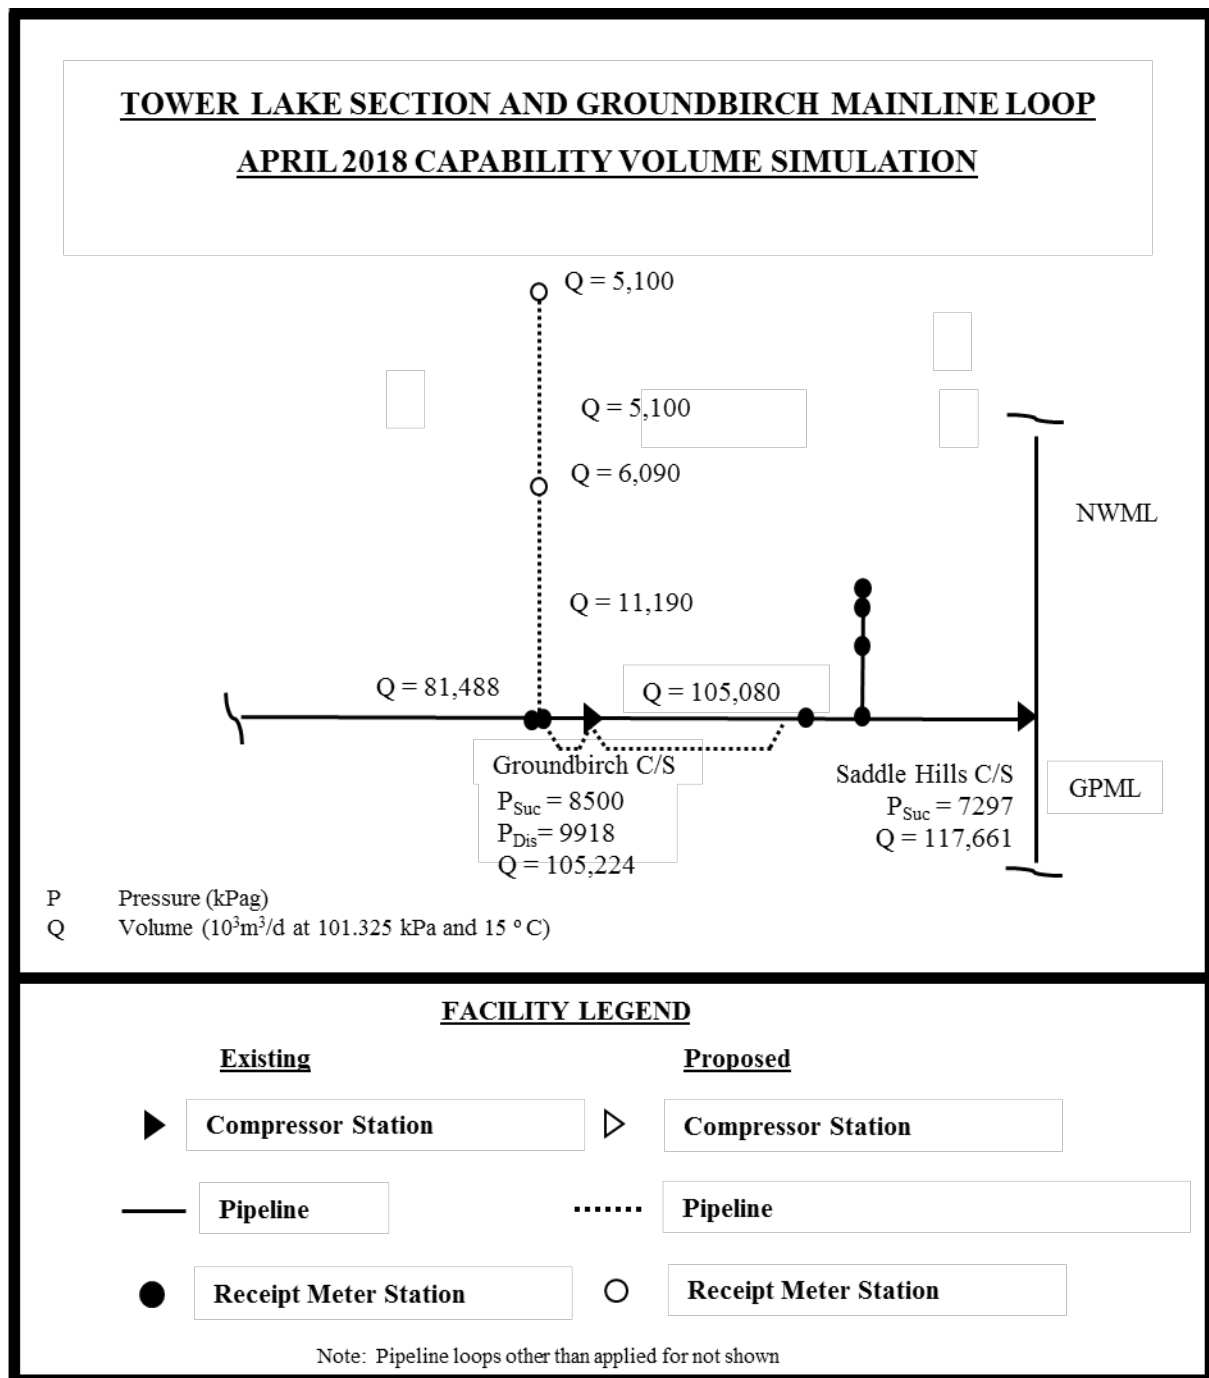 TOWER LAKE SECTION AND GROUNDBIRCH MAINLINE LOOP
APRIL 2018 CAPABILITY VOLUME SIMULATION
Q = 5,100
Q = 5,100
Q = 6,090
NWML
Q = 11,190
Q = 81,488
Q = 105,080
Groundbirch C/S
PSuc = 8500
PDis= 9918
Q = 105,224
Saddle Hills C/S
PSuc = 7297
Q = 117,661
GPML
P Pressure (kPag)
Q Volume (10³m³/d at 101.325 kPa and 15 ºC)
FACILITY LEGEND
Existing
Proposed
Compressor Station
Compressor Station
Pipeline
Pipeline
Receipt Meter Station
Receipt Meter Station
Note: Pipeline loops other than applied for not shown